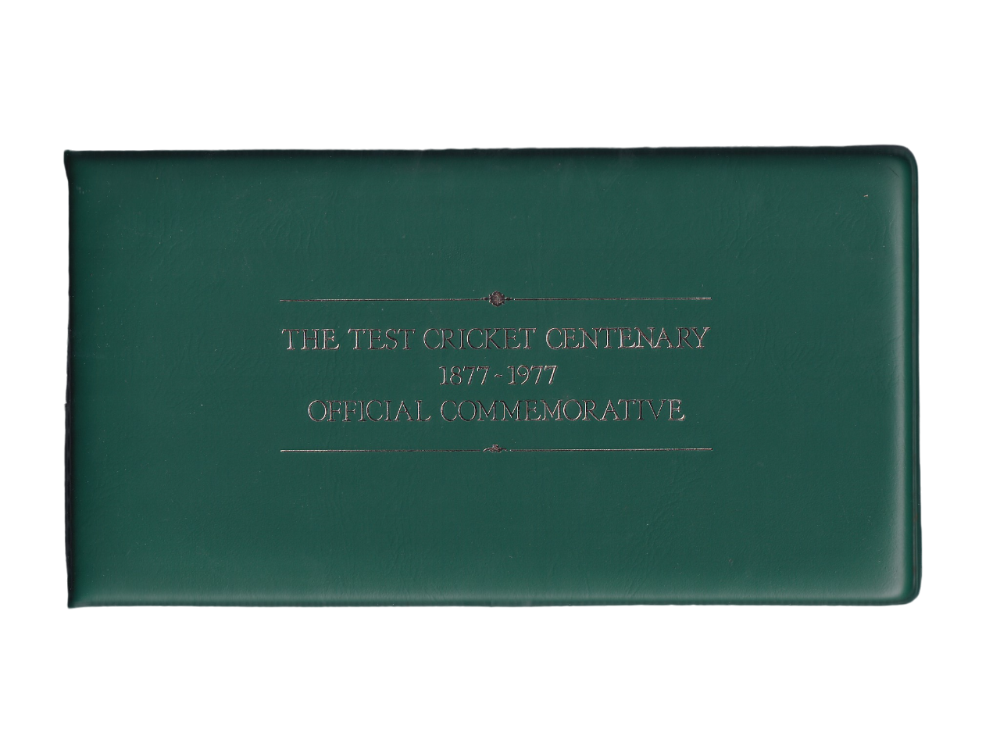 THE TEST CRICKET CENTENARY
1877-1977
OFFICIAL COMMEMORATIVE